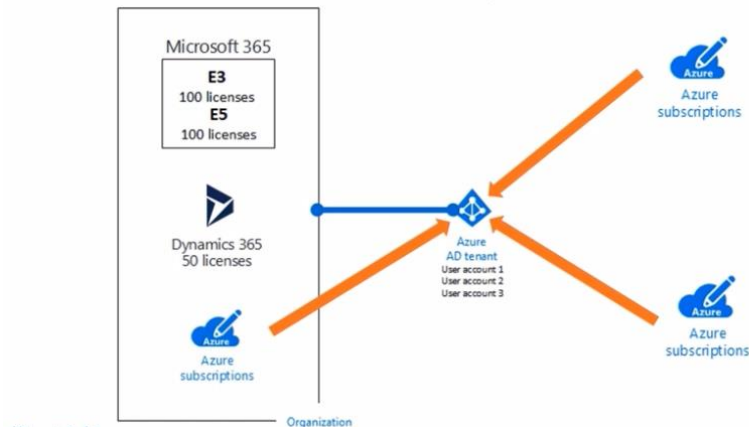 Microsoft 365
E3
100 licenses
E5
100 licenses
Dynamics 365
50 licenses
Azure
Azure
subscriptions
Organization
Azure
AD tenant
User account 1
User account 2
User account 3
Azure
Azure
subscriptions
Azure
Azure
subscriptions